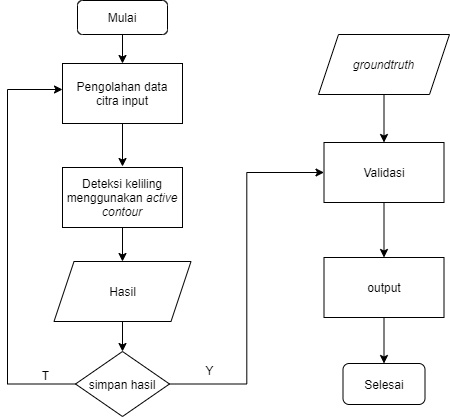 Mulai
Pengolahan data
citra input
Deteksi keliling
menggunakan active
contour
Hasil
simpan hasil
T
Y
groundtruth
Validasi
output
Selesai